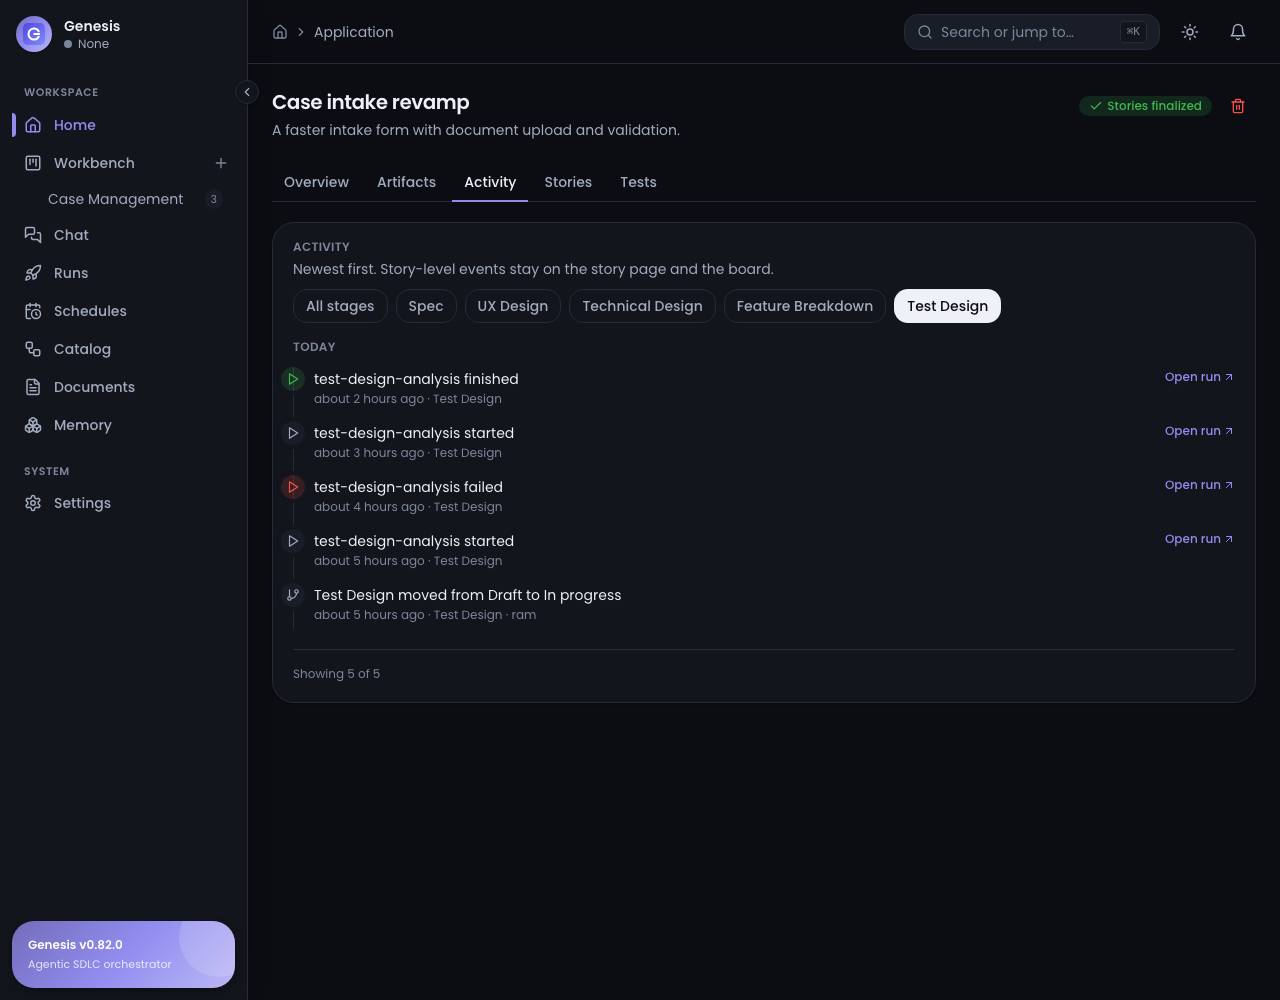 Genesis
None
Application
Search or jump to...
⌘K
WORKSPACE
Home
Workbench
Case Management
3
Chat
Runs
Schedules
Catalog
Documents
Memory
SYSTEM
Settings
Genesis v0.82.0
Agentic SDLC orchestrator
Case intake revamp
Stories finalized
A faster intake form with document upload and validation.
Overview
Artifacts
Activity
Stories
Tests
ACTIVITY
Newest first. Story-level events stay on the story page and the board.
All stages
Spec
UX Design
Technical Design
Feature Breakdown
Test Design
TODAY
test-design-analysis finished
Open run
about 2 hours ago · Test Design
test-design-analysis started
Open run
about 3 hours ago · Test Design
test-design-analysis failed
Open run
about 4 hours ago · Test Design
test-design-analysis started
Open run
about 5 hours ago · Test Design
Test Design moved from Draft to In progress
about 5 hours ago · Test Design · ram
Showing 5 of 5